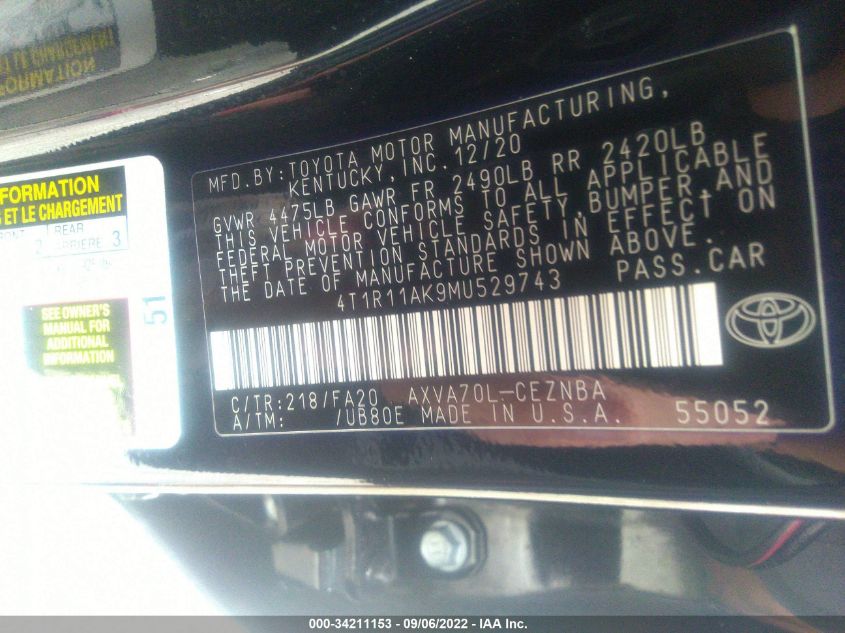 MFD.BY:TOYOTA MOTOR MANUFACTURING,
KENTUCKY, INC. 12/20
GVWR 4475LB GAWR FR 2490LB RR 2420LB
THIS VEHICLE CONFORMS TO ALL APPLICABLE
FEDERAL MOTOR VEHICLE SAFETY,BUMPER,AND
THEFT PREVENTION STANDARDS IN EFFECT ON
THE DATE OF MANUFACTURE SHOWN ABOVE.
4T1R11AK9MU529743 PASS.CAR
C/TR:218/FA20 AXVA70L-CEZNBA
A/TM: /UB80E MADE IN U.S.A. 55052
ET LE CHARGEMENT
REAR
3
SEE OWNER'S
MANUAL FOR
ADDITIONAL
INFORMATION
51
000-34211153 - 09/06/2022 - IAA Inc.